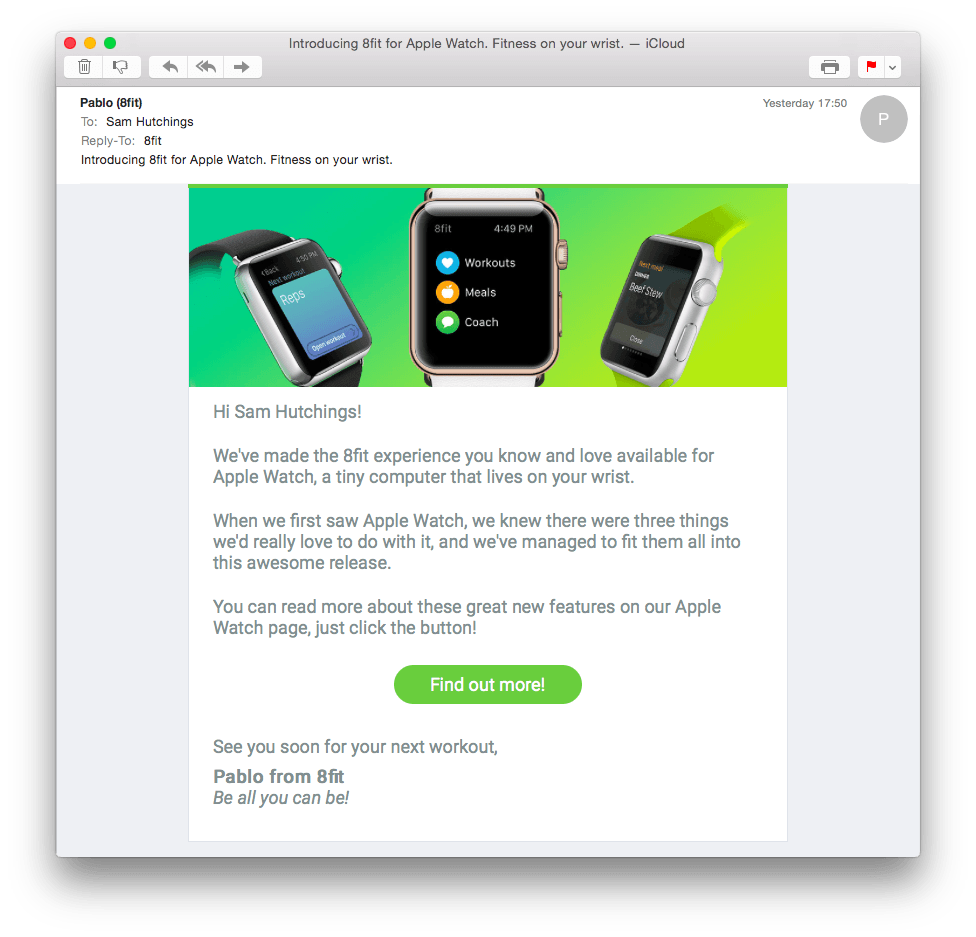 Introducing 8fit for Apple Watch. Fitness on your wrist. — iCloud
Pablo (8fit)
Yesterday 17:50
P
To: Sam Hutchings
Reply-To: 8fit
Introducing 8fit for Apple Watch. Fitness on your wrist.
<Back 4:50 PM
Next workout
Reps
Open workout
8fit 4:49 PM
Workouts
Meals
Coach
Next meal
DINNER
Beef Stew
Close
Hi Sam Hutchings!
We've made the 8fit experience you know and love available for
Apple Watch, a tiny computer that lives on your wrist.
When we first saw Apple Watch, we knew there were three things
we'd really love to do with it, and we've managed to fit them all into
this awesome release.
You can read more about these great new features on our Apple
Watch page, just click the button!
Find out more!
See you soon for your next workout,
Pablo from 8fit
Be all you can be!